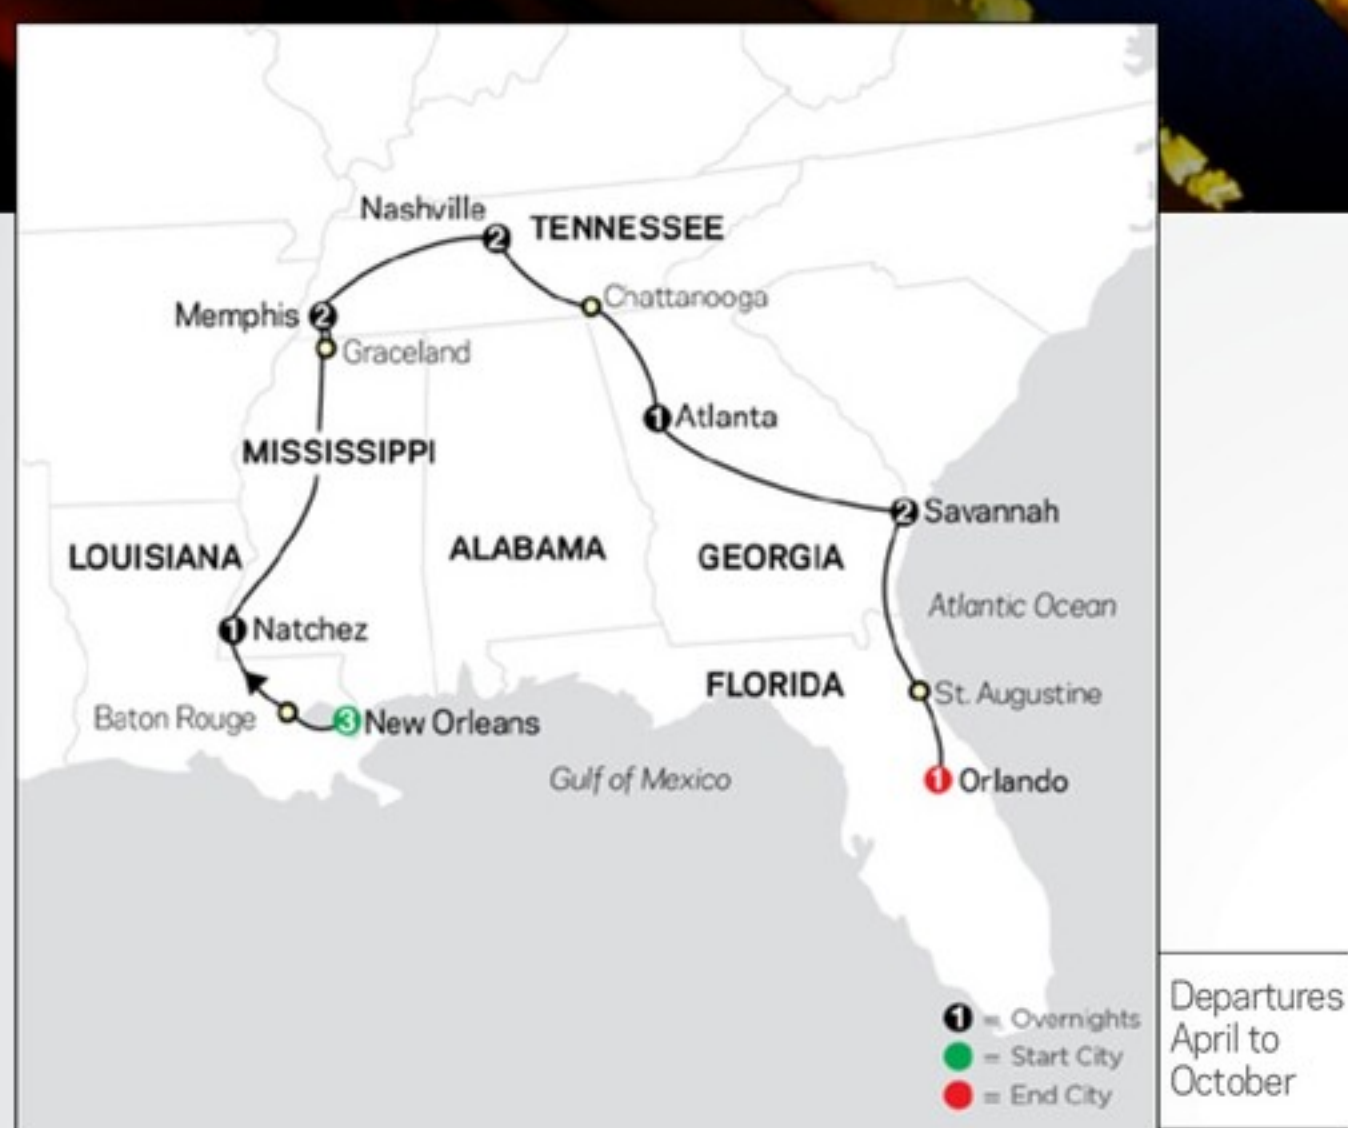 Nashville
2
TENNESSEE
Chattanooga
Memphis 2
Graceland
1 Atlanta
MISSISSIPPI
2 Savannah
LOUISIANA
ALABAMA
GEORGIA
Atlantic Ocean
1 Natchez
FLORIDA
St. Augustine
Baton Rouge
3 New Orleans
Gulf of Mexico
1 Orlando
1 = Overnights
= Start City
= End City
Departures
April to
October